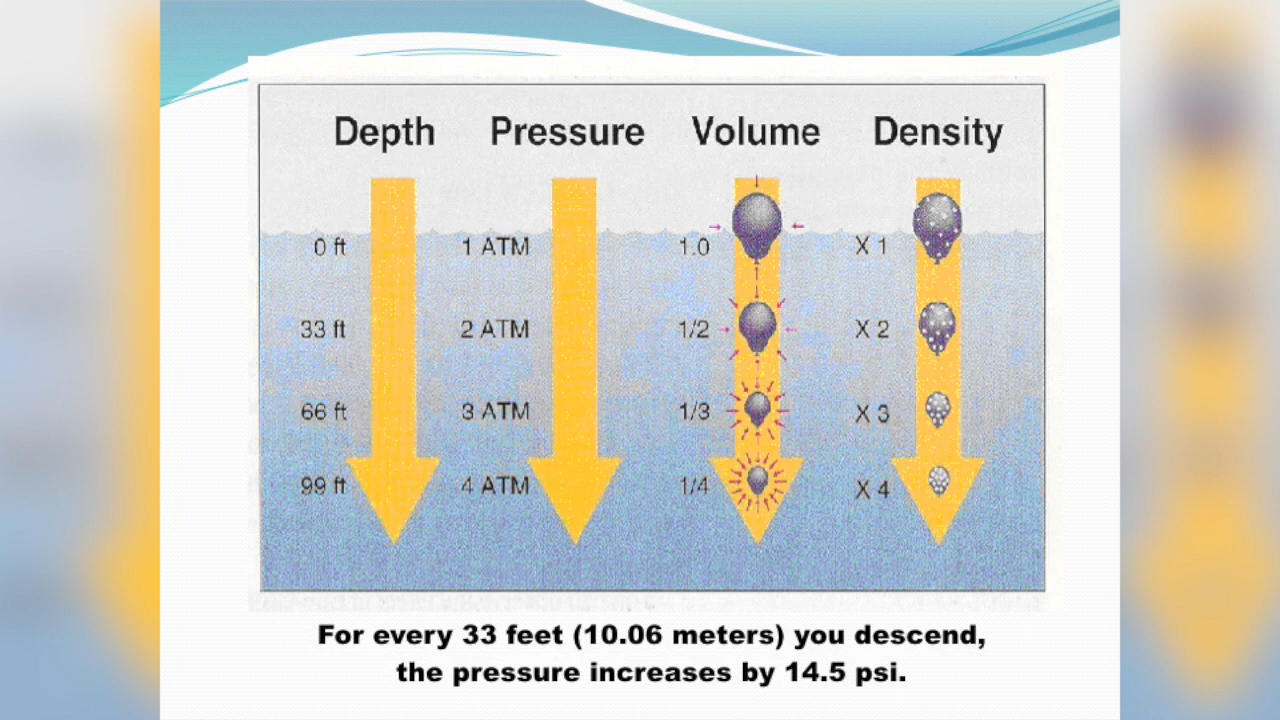 Depth Pressure Volume Density
0 ft 1 ATM 1.0 X 1
33 ft 2 ATM 1/2 X 2
66 ft 3 ATM 1/3 X 3
99 ft 4 ATM 1/4 X 4
For every 33 feet (10.06 meters) you descend,
the pressure increases by 14.5 psi.